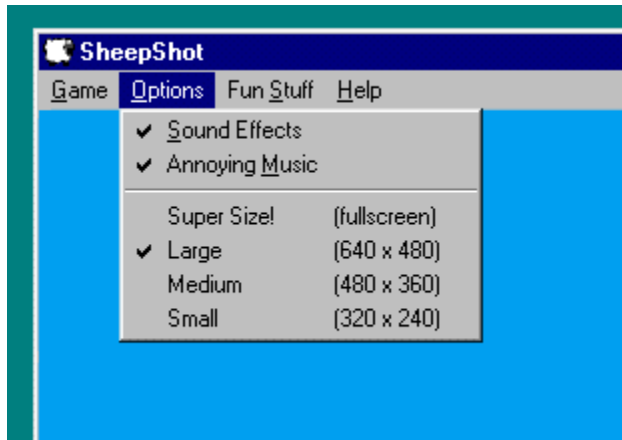 SheepShot
Game Options Fun Stuff Help
Sound Effects
Annoying Music
Super Size! (fullscreen)
Large (640 x 480)
Medium (480 x 360)
Small (320 x 240)